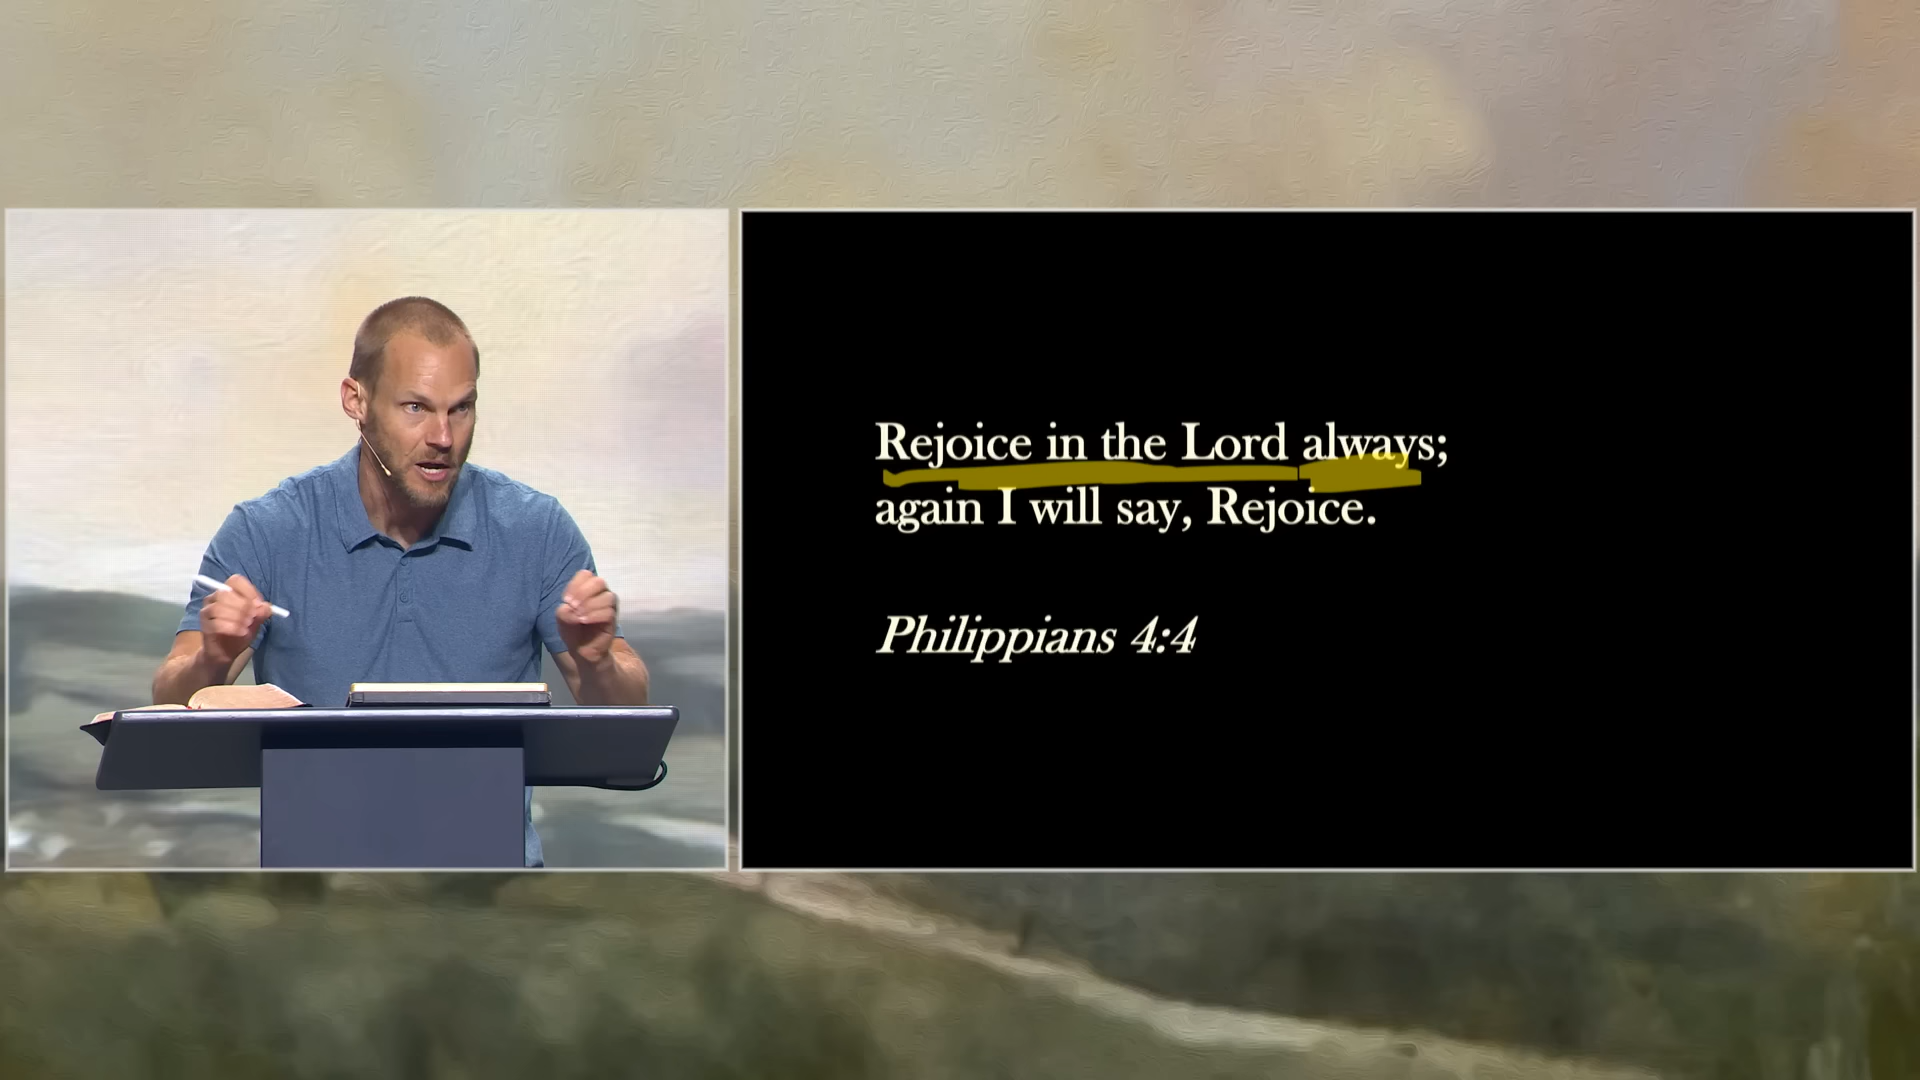 Rejoice in the Lord always;
again I will say, Rejoice.
Philippians 4:4